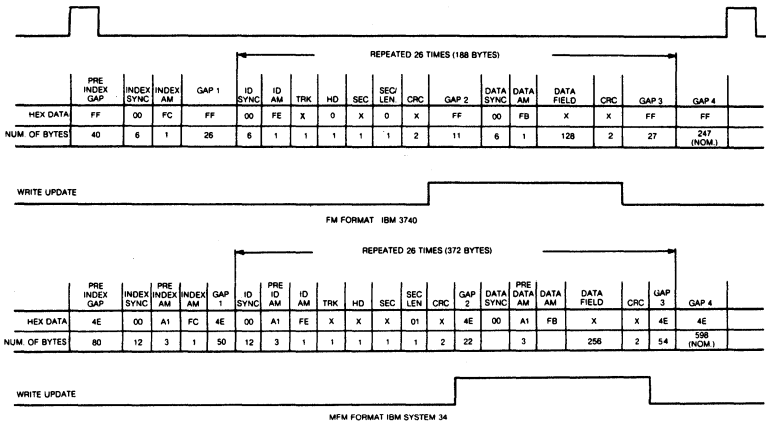 REPEATED 26 TIMES (188 BYTES)
PRE INDEX GAP INDEX SYNC INDEX AM GAP 1 ID SYNC ID AM TRK HD SEC SEC/ LEN. CRC GAP 2 DATA SYNC DATA AM DATA FIELD CRC GAP 3 GAP 4
HEX DATA FF 00 FC FF 00 FE X 0 X 0 X FF 00 FB X X FF FF
NUM. OF BYTES 40 6 1 26 6 1 1 1 1 1 2 11 6 1 128 2 27 247 (NOM.)
WRITE UPDATE
FM FORMAT IBM 3740
REPEATED 26 TIMES (372 BYTES)
PRE INDEX GAP INDEX SYNC PRE INDEX AM INDEX AM GAP 1 ID SYNC PRE ID AM ID AM TRK HD SEC SEC LEN CRC GAP 2 DATA SYNC PRE DATA AM DATA AM DATA FIELD CRC GAP 3 GAP 4
HEX DATA 4E 00 A1 FC 4E 00 A1 FE X X X 01 X 4E 00 A1 FB X X 4E 4E
NUM. OF BYTES 80 12 3 1 50 12 3 1 1 1 1 1 2 22 3 256 2 54 598 (NOM.)
WRITE UPDATE
MFM FORMAT IBM SYSTEM 34